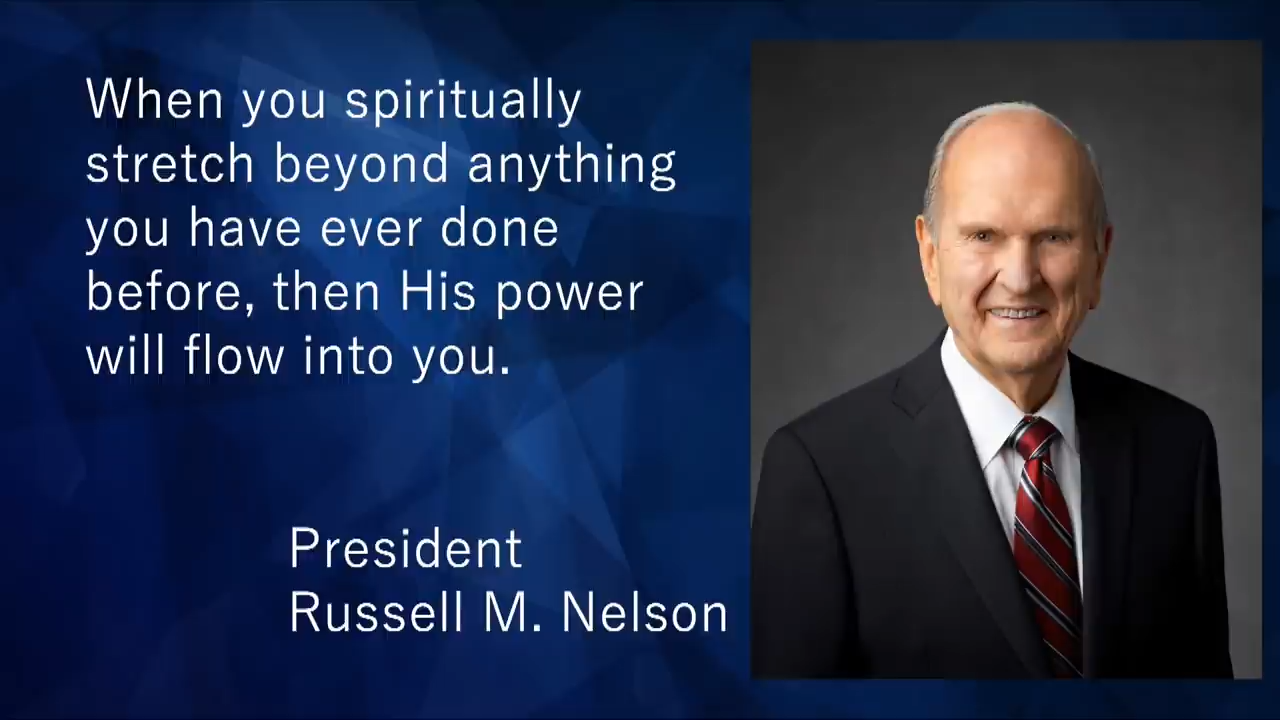 When you spiritually
stretch beyond anything
you have ever done
before, then His power
will flow into you.
President
Russell M. Nelson